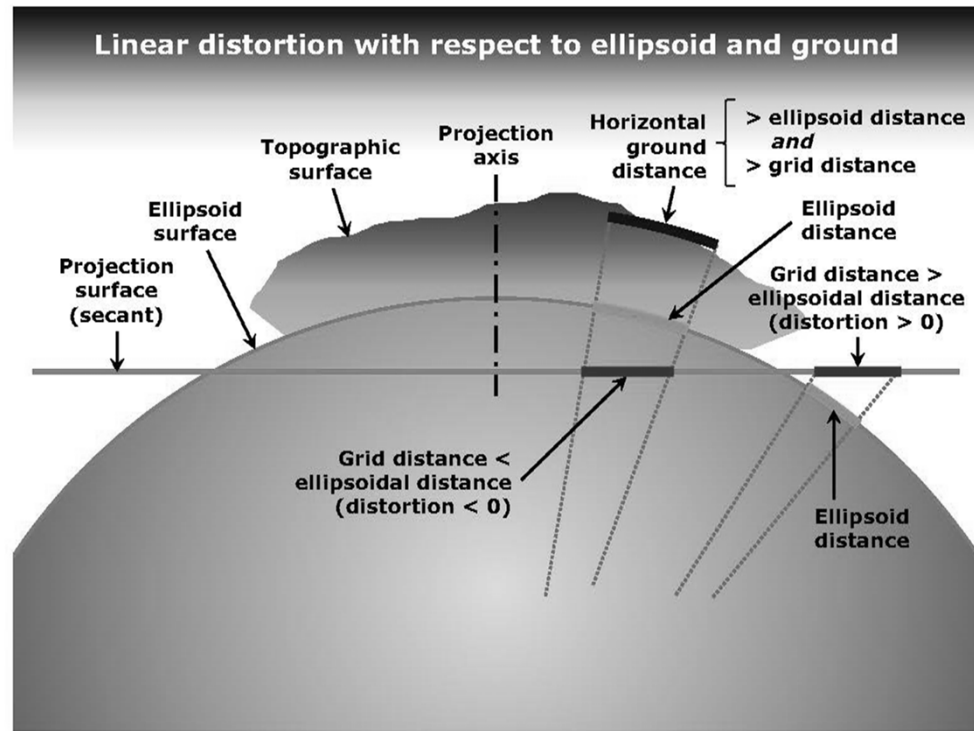 Linear distortion with respect to ellipsoid and ground
Projection
axis
Horizontal
ground
distance
> ellipsoid distance
and
> grid distance
Topographic
surface
Ellipsoid
surface
Ellipsoid
distance
Projection
surface
(secant)
Grid distance >
ellipsoidal distance
(distortion > 0)
Grid distance <
ellipsoidal distance
(distortion < 0)
Ellipsoid
distance